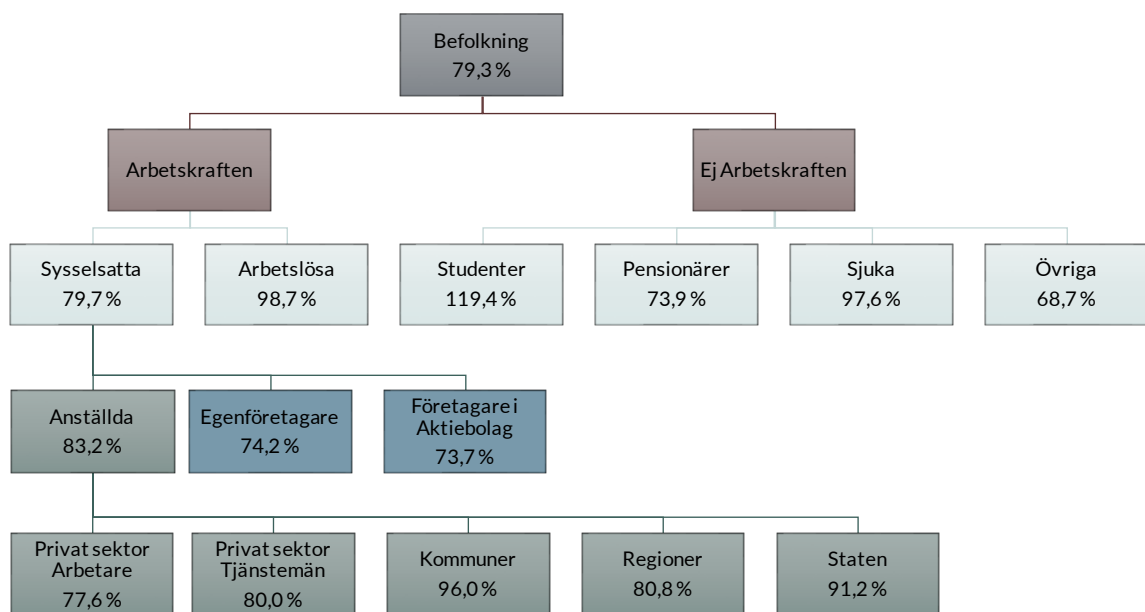 Befolkning
79,3 %
Arbetskraften
Ej Arbetskraften
Sysselsatta
79,7 %
Arbetslösa
98,7 %
Studenter
119,4 %
Pensionärer
73,9 %
Sjuka
97,6 %
Övriga
68,7 %
Anställda
83,2 %
Egenföretagare
74,2 %
Företagare i
Aktiebolag
73,7 %
Privat sektor
Arbetare
77,6 %
Privat sektor
Tjänstemän
80,0 %
Kommuner
96,0 %
Regioner
80,8 %
Staten
91,2 %